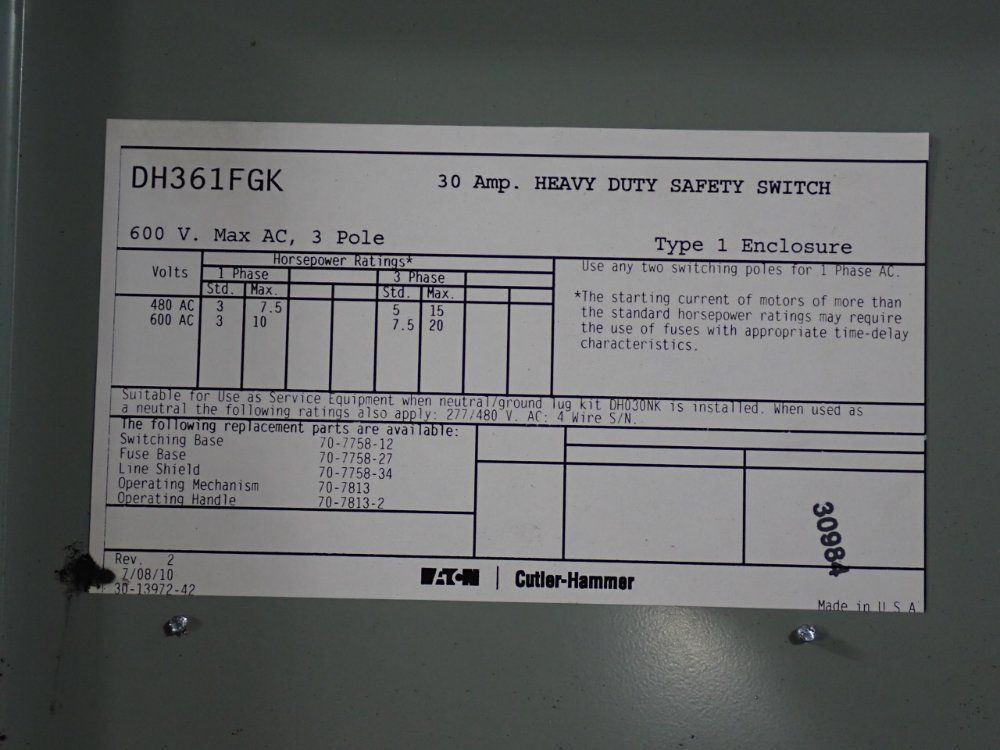 DH361FGK
30 Amp. HEAVY DUTY SAFETY SWITCH
600 V. Max AC, 3 Pole
Type 1 Enclosure
Volts
Horsepower Ratings*
1 Phase
3 Phase
Std. Max.
Std. Max.
480 AC 3 7.5 5 15
600 AC 3 10 7.5 20
Use any two switching poles for 1 Phase AC.
*The starting current of motors of more than
the standard horsepower ratings may require
the use of fuses with appropriate time-delay
characteristics.
Suitable for Use as Service Equipment when neutral/ground lug kit DH030NK is installed. When used as
a neutral the following ratings also apply: 277/480 V. AC: 4 Wire S/N.
The following replacement parts are available:
Switching Base 70-7758-12
Fuse Base 70-7758-27
Line Shield 70-7758-34
Operating Mechanism 70-7813
Operating Handle 70-7813-2
30984
Rev. 2
7/08/10
30-13972-42
EATON | Cutler-Hammer
Made in U S A